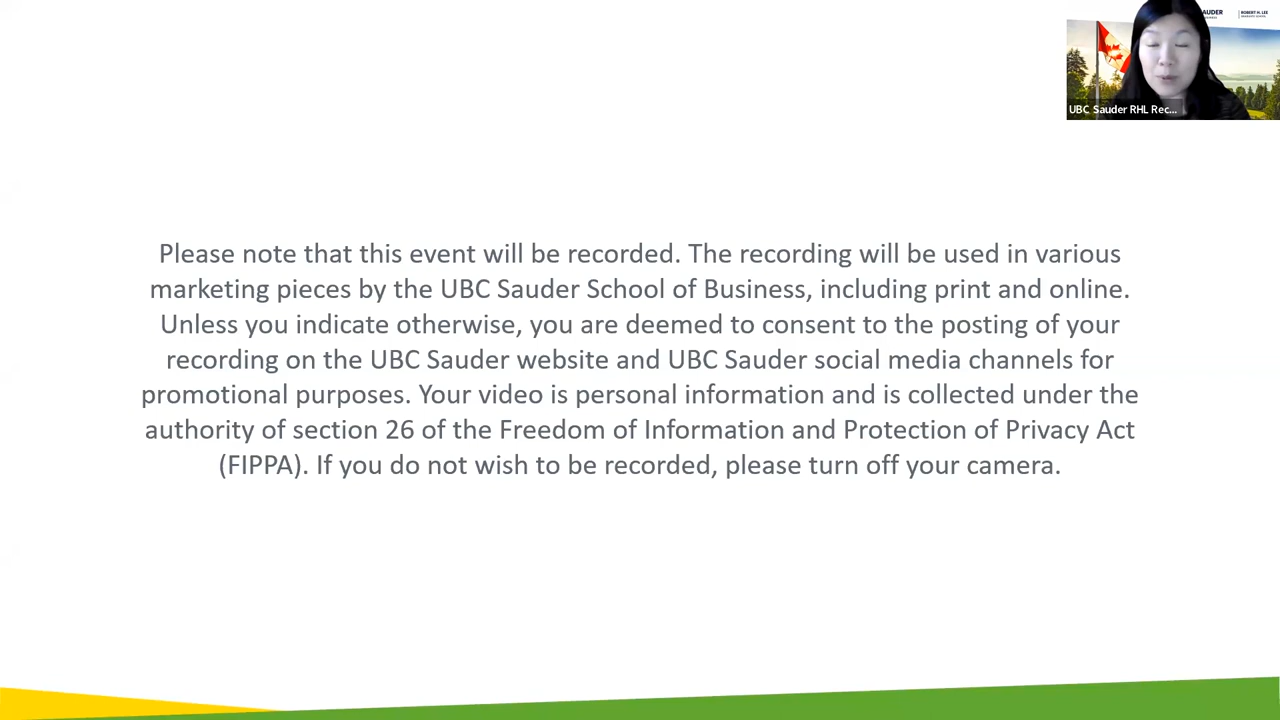 AUDER
ROBERT H. LEE
UBC Sauder RHL Rec...
Please note that this event will be recorded. The recording will be used in various
marketing pieces by the UBC Sauder School of Business, including print and online.
Unless you indicate otherwise, you are deemed to consent to the posting of your
recording on the UBC Sauder website and UBC Sauder social media channels for
promotional purposes. Your video is personal information and is collected under the
authority of section 26 of the Freedom of Information and Protection of Privacy Act
(FIPPA). If you do not wish to be recorded, please turn off your camera.